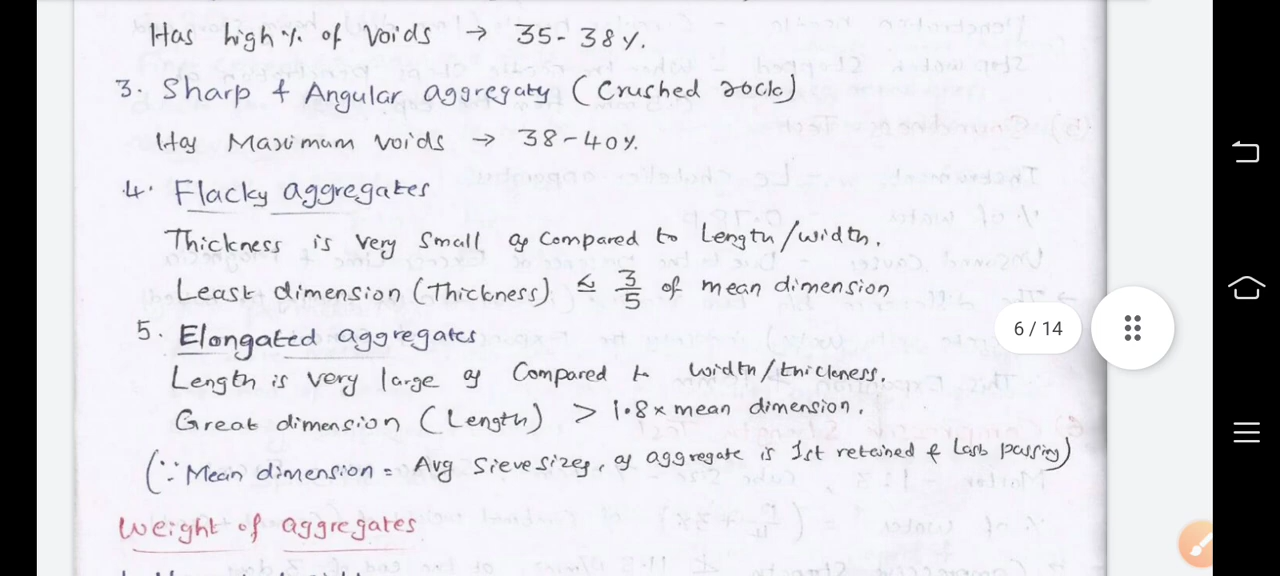 Has high % of Voids → 35-38%.
3. Sharp & Angular aggregaty (Crushed rock)
Has Maximum voids → 38-40%.
4. Flacky aggregates
Thickness is very small as Compared to Length/width.
Least dimension (Thickness) ≤ 3/5 of mean dimension
5. Elongated aggregates
6 / 14
Length is very large as Compared to width/thickness.
Great dimension (Length) > 1.8 x mean dimension.
(∵ Mean dimension = Avg Sieve sizes, of aggregate is 1st retained & Last passing)
Weight of aggregates